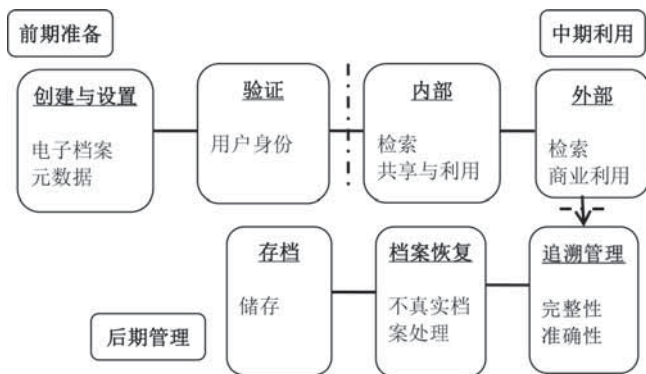 前期准备
中期利用
创建与设置
电子档案
元数据
验证
用户身份
内部
检索
共享与利用
外部
检索
商业利用
存档
储存
档案恢复
不真实档
案处理
追溯管理
完整性
准确性
后期管理